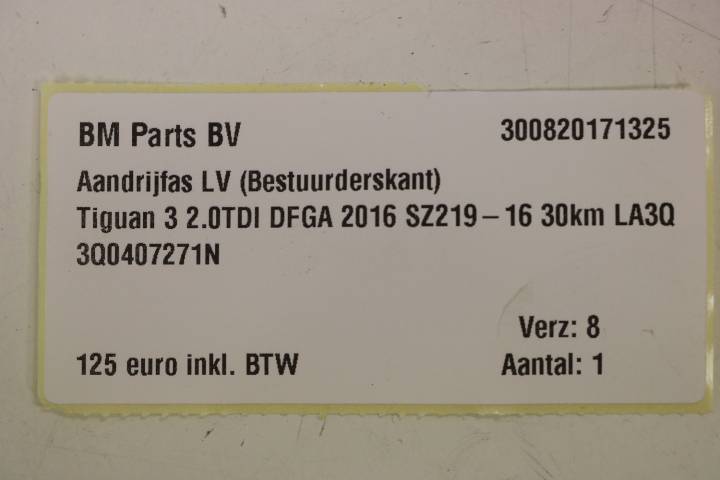 BM Parts BV 300820171325
Aandrijfas LV (Bestuurderskant)
Tiguan 3 2.0TDI DFGA 2016 SZ219-16 30km LA3Q
3Q0407271N
Verz: 8
125 euro inkl. BTW Aantal: 1